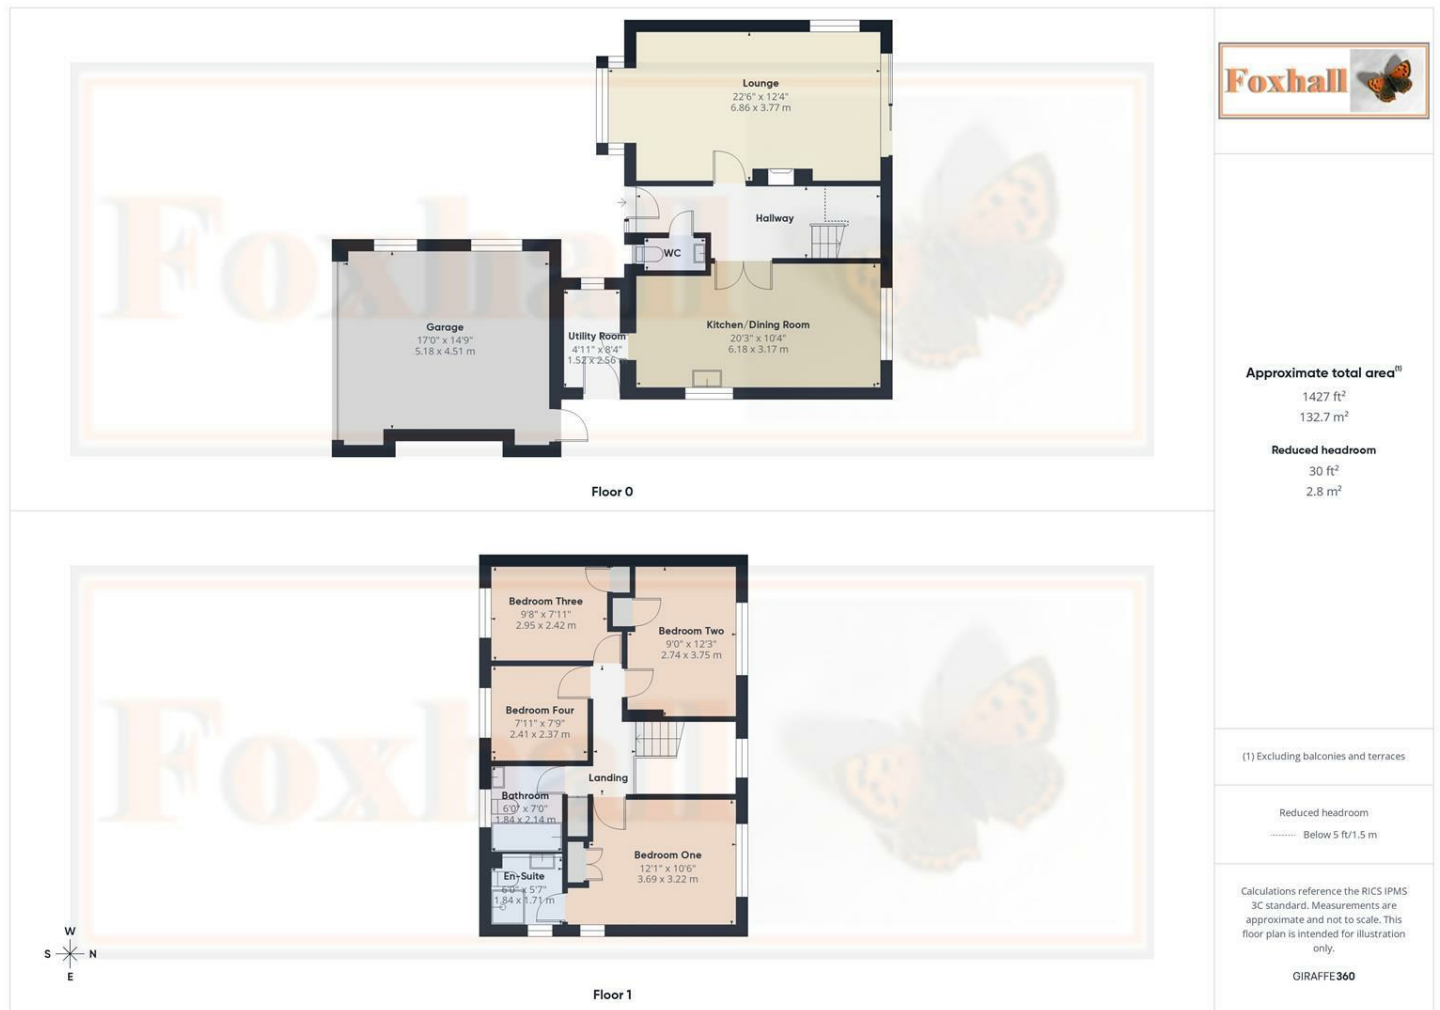 Lounge
22'6" x 12'4"
6.86 x 3.77 m
Hallway
WC
Kitchen/Dining Room
20'3" x 10'4"
6.18 x 3.17 m
Garage
17'0" x 14'9"
5.18 x 4.51 m
Utility Room
4'11" x 8'4"
1.52 x 2.56
Foxhall
Floor 0
Bedroom Three
9'8" x 7'11"
2.95 x 2.42 m
Bedroom Two
9'0" x 12'3"
2.74 x 3.75 m
Bedroom Four
7'11" x 7'9"
2.41 x 2.37 m
Landing
Bathroom
6'0" x 7'0"
1.84 x 2.14 m
Bedroom One
12'1" x 10'6"
3.69 x 3.22 m
En-Suite
6'0" x 5'7"
1.84 x 1.71 m
Foxhall
W
S N
E
Floor 1
Foxhall
Approximate total area(1)
1427 ft²
132.7 m²
Reduced headroom
30 ft²
2.8 m²
(1) Excluding balconies and terraces
Reduced headroom
Below 5 ft/1.5 m
Calculations reference the RICS IPMS
3C standard. Measurements are
approximate and not to scale. This
floor plan is intended for illustration
only.
GIRAFFE360